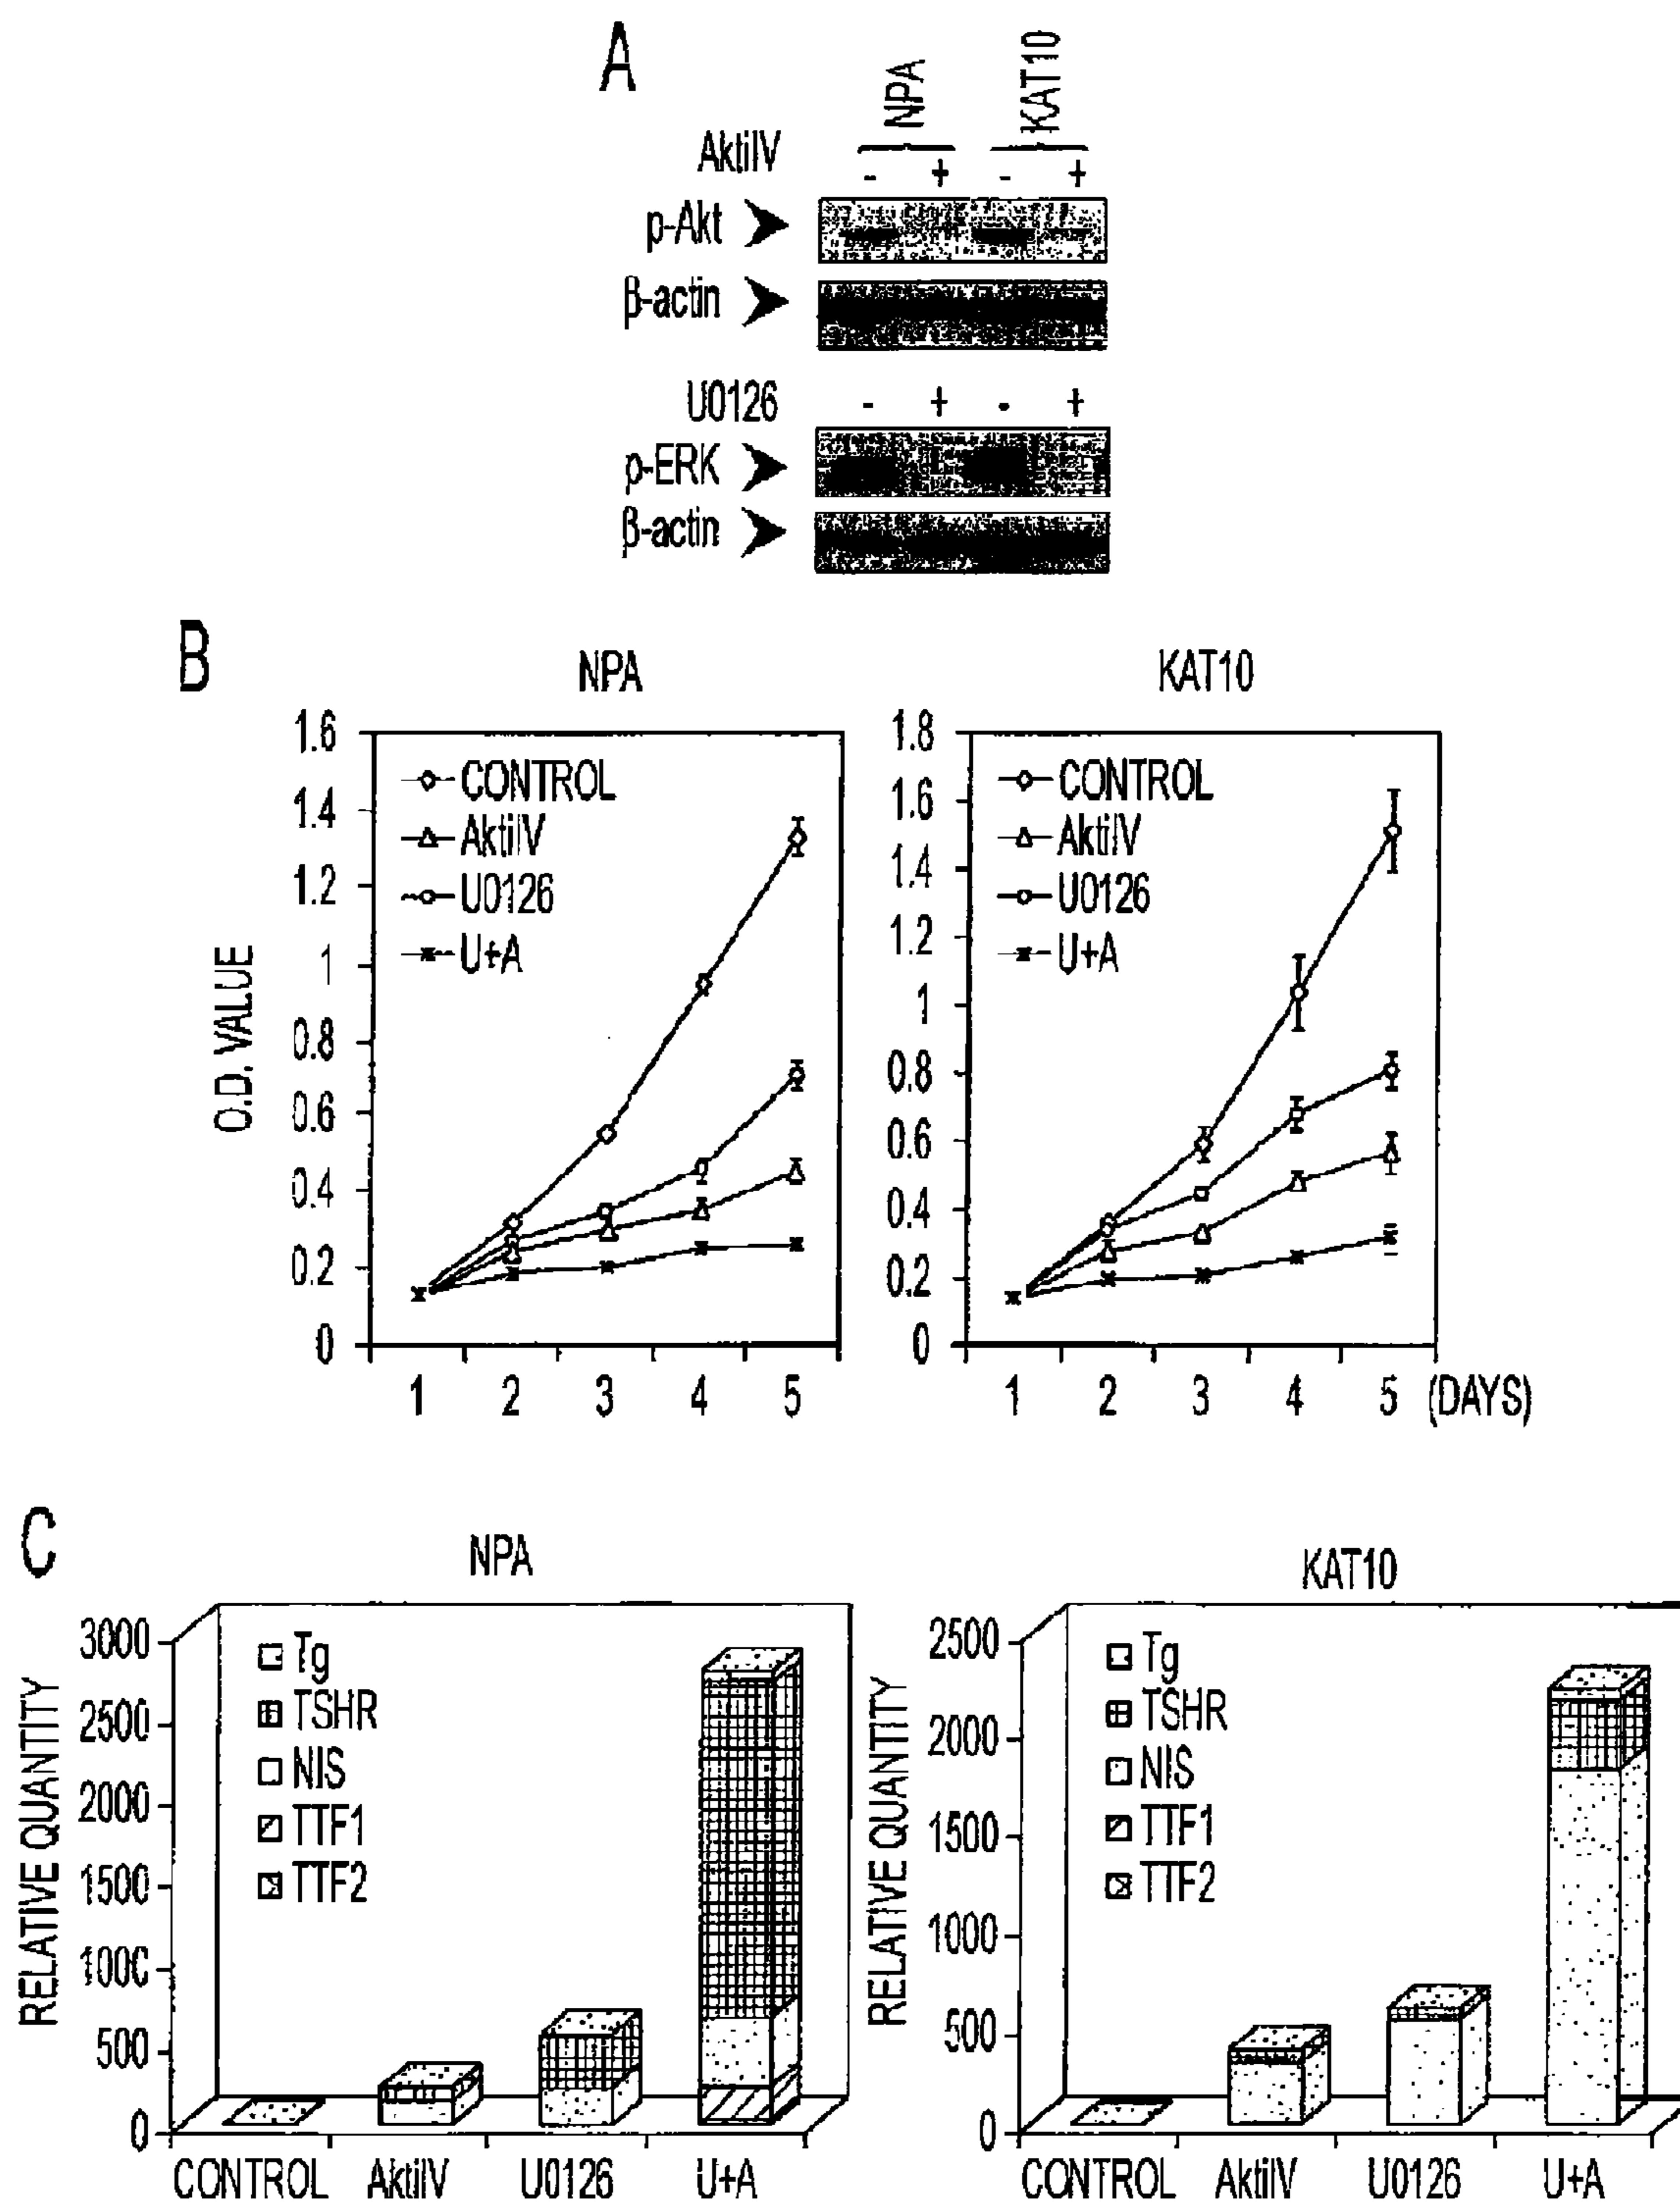 A
NPA KAT10
AktiIV - + - +
p-Akt
β-actin
U0126 - + - +
p-ERK
β-actin
B
NPA
O.D. VALUE
1.6
1.4
1.2
1
0.8
0.6
0.4
0.2
0
CONTROL
AktiIV
U0126
U+A
1 2 3 4 5
KAT10
1.8
1.6
1.4
1.2
1
0.8
0.6
0.4
0.2
0
CONTROL
AktiIV
U0126
U+A
1 2 3 4 5 (DAYS)
C
NPA
RELATIVE QUANTITY
3000
2500
2000
1500
1000
500
0
Tg
TSHR
NIS
TTF1
TTF2
CONTROL AktiIV U0126 U+A
KAT10
RELATIVE QUANTITY
2500
2000
1500
1000
500
0
Tg
TSHR
NIS
TTF1
TTF2
CONTROL AktiIV U0126 U+A